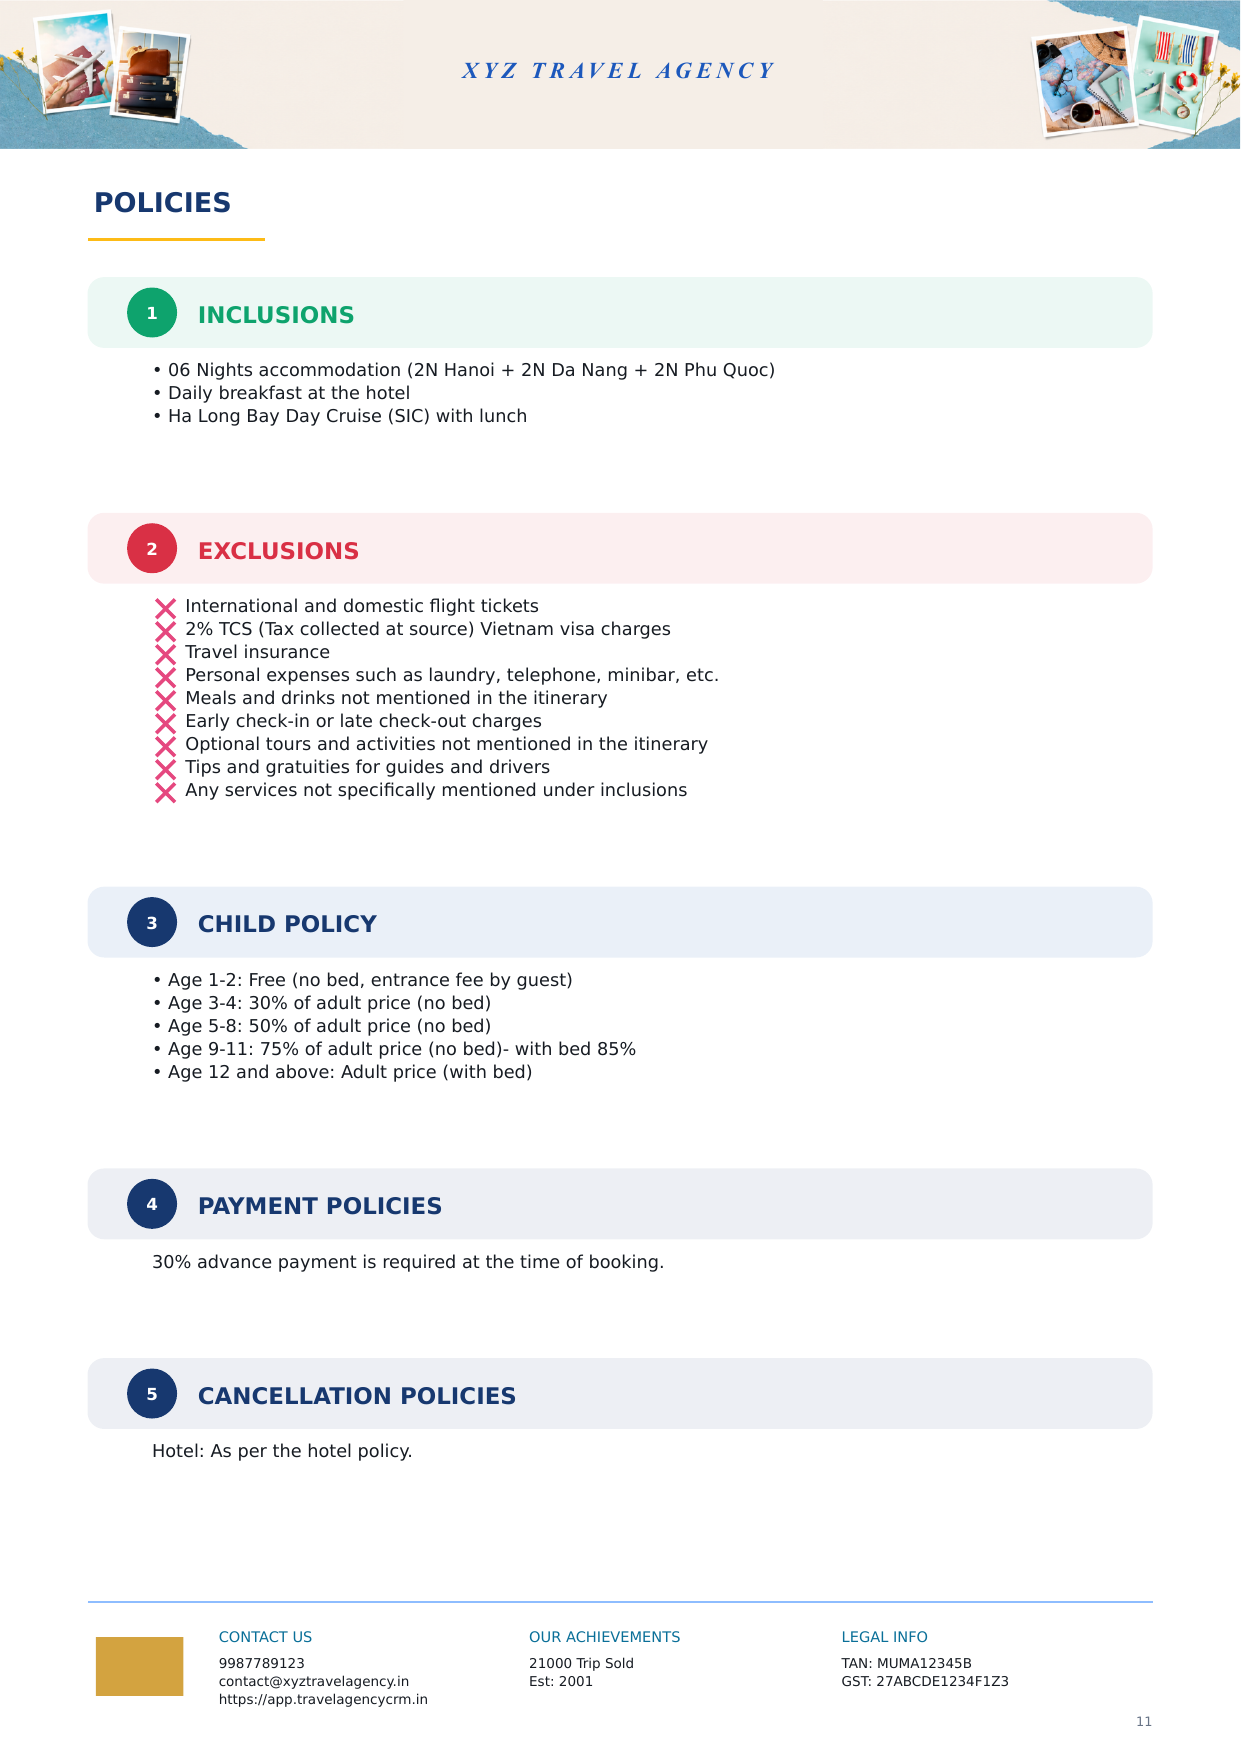 XYZ TRAVEL AGENCY
POLICIES
1 INCLUSIONS
• 06 Nights accommodation (2N Hanoi + 2N Da Nang + 2N Phu Quoc)
• Daily breakfast at the hotel
• Ha Long Bay Day Cruise (SIC) with lunch
2 EXCLUSIONS
❌ International and domestic flight tickets
❌ 2% TCS (Tax collected at source) Vietnam visa charges
❌ Travel insurance
❌ Personal expenses such as laundry, telephone, minibar, etc.
❌ Meals and drinks not mentioned in the itinerary
❌ Early check-in or late check-out charges
❌ Optional tours and activities not mentioned in the itinerary
❌ Tips and gratuities for guides and drivers
❌ Any services not specifically mentioned under inclusions
3 CHILD POLICY
• Age 1-2: Free (no bed, entrance fee by guest)
• Age 3-4: 30% of adult price (no bed)
• Age 5-8: 50% of adult price (no bed)
• Age 9-11: 75% of adult price (no bed)- with bed 85%
• Age 12 and above: Adult price (with bed)
4 PAYMENT POLICIES
30% advance payment is required at the time of booking.
5 CANCELLATION POLICIES
Hotel: As per the hotel policy.
CONTACT US
9987789123
contact@xyztravelagency.in
https://app.travelagencycrm.in
OUR ACHIEVEMENTS
21000 Trip Sold
Est: 2001
LEGAL INFO
TAN: MUMA12345B
GST: 27ABCDE1234F1Z3
11